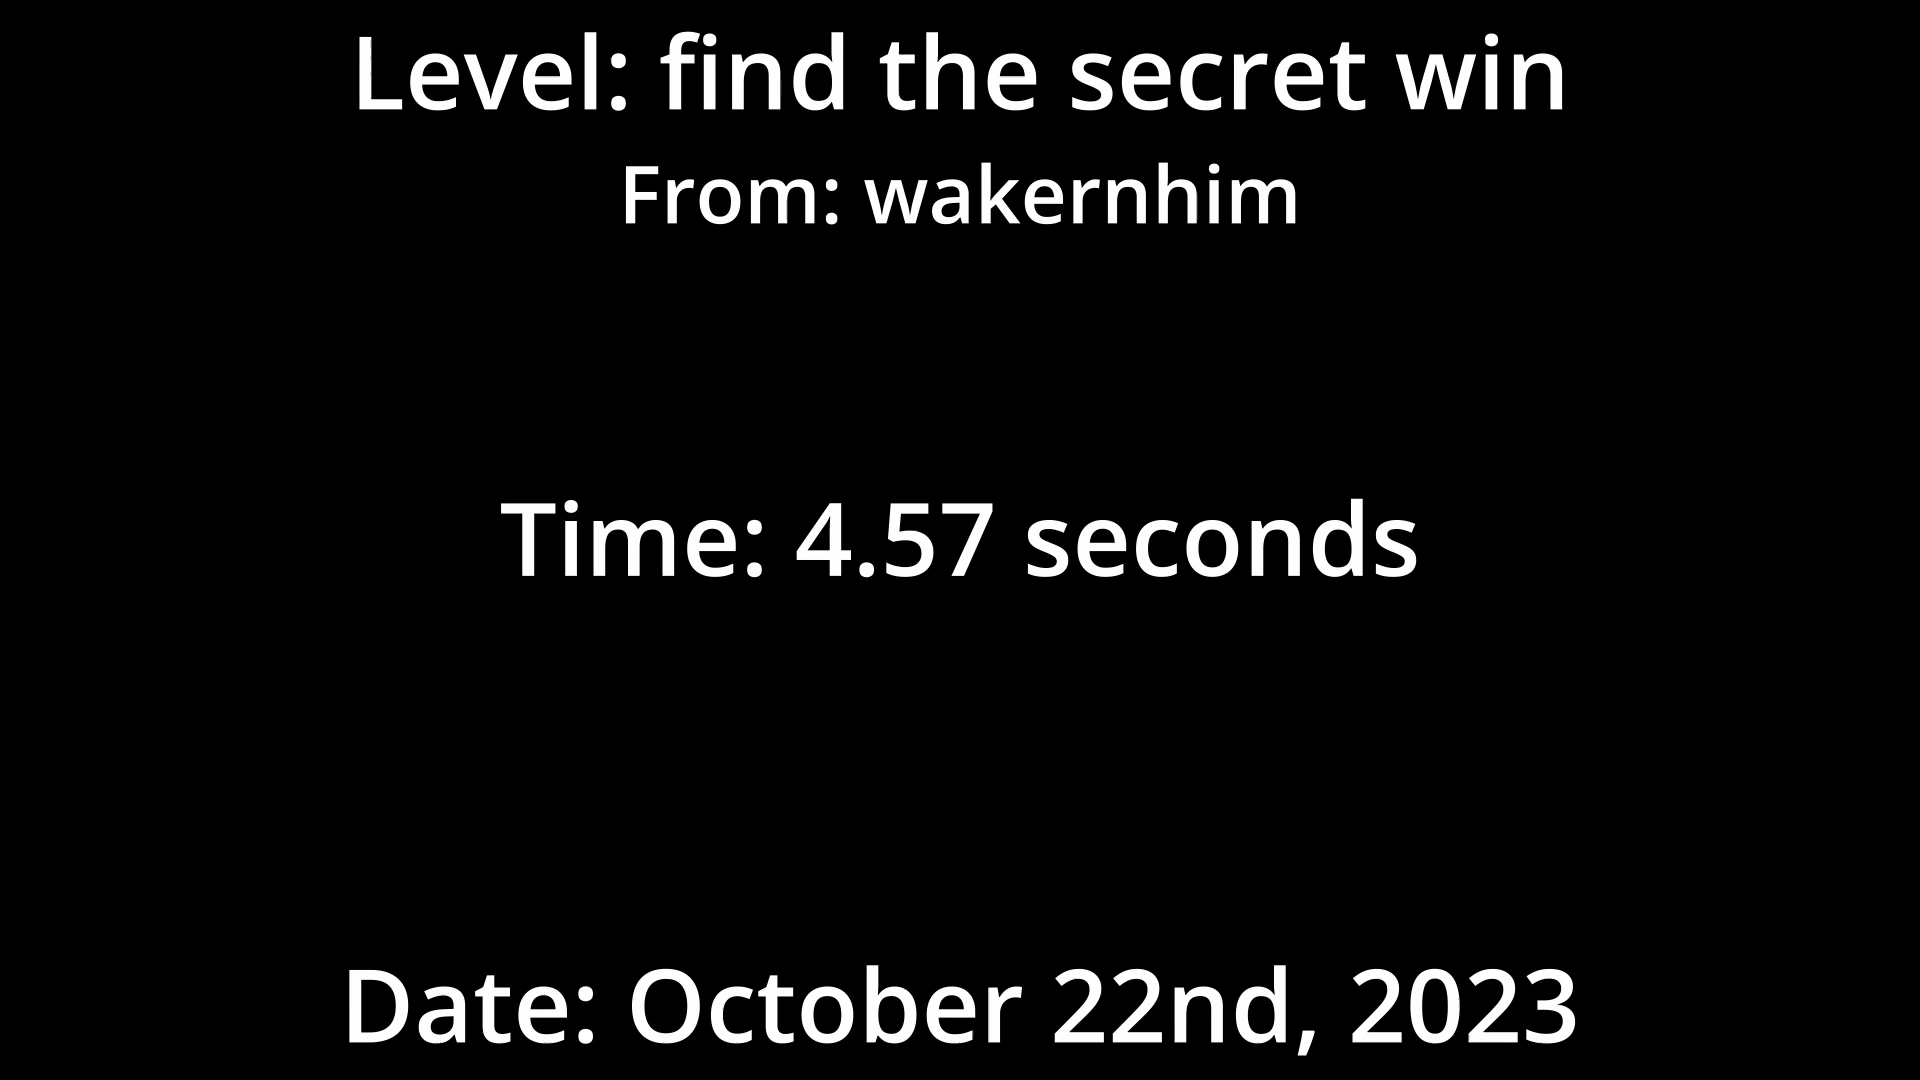 Level: find the secret win
From: wakernhim
Time: 4.57 seconds
Date: October 22nd, 2023